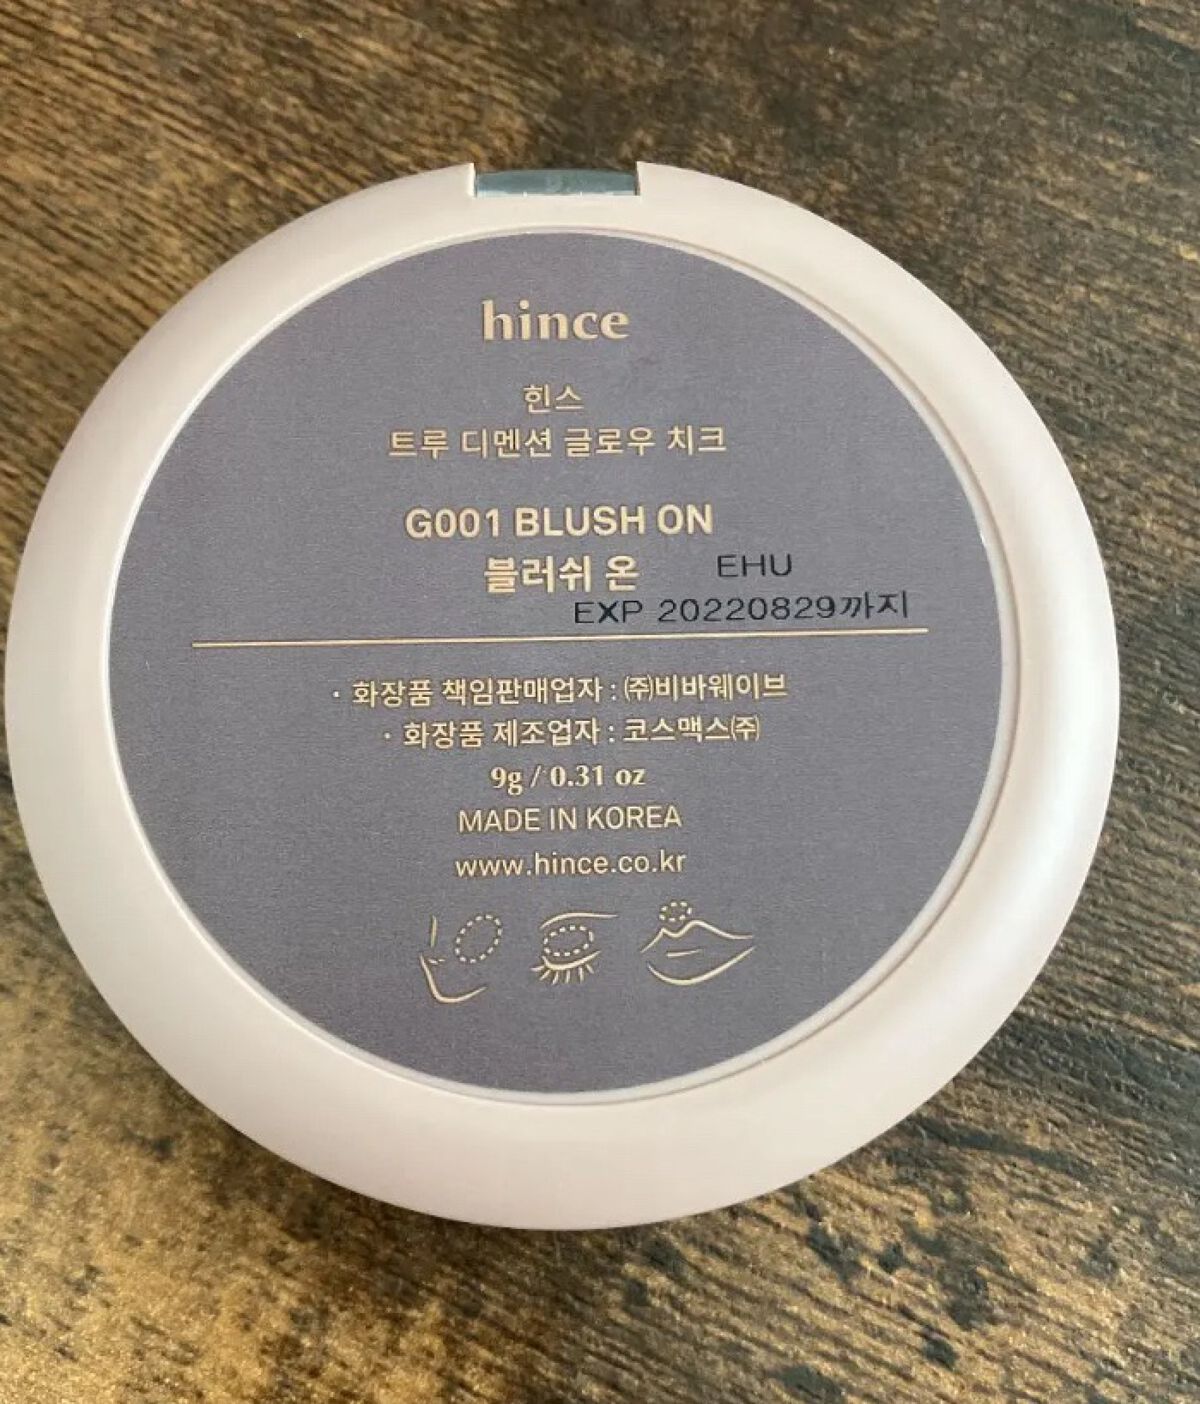 hince
힌스
트루 디멘션 글로우 치크
G001 BLUSH ON
블러쉬 온 EHU
EXP 20220829까지
· 화장품 책임판매업자 : ㈜비바웨이브
· 화장품 제조업자 : 코스맥스㈜
9g / 0.31 oz
MADE IN KOREA
www.hince.co.kr